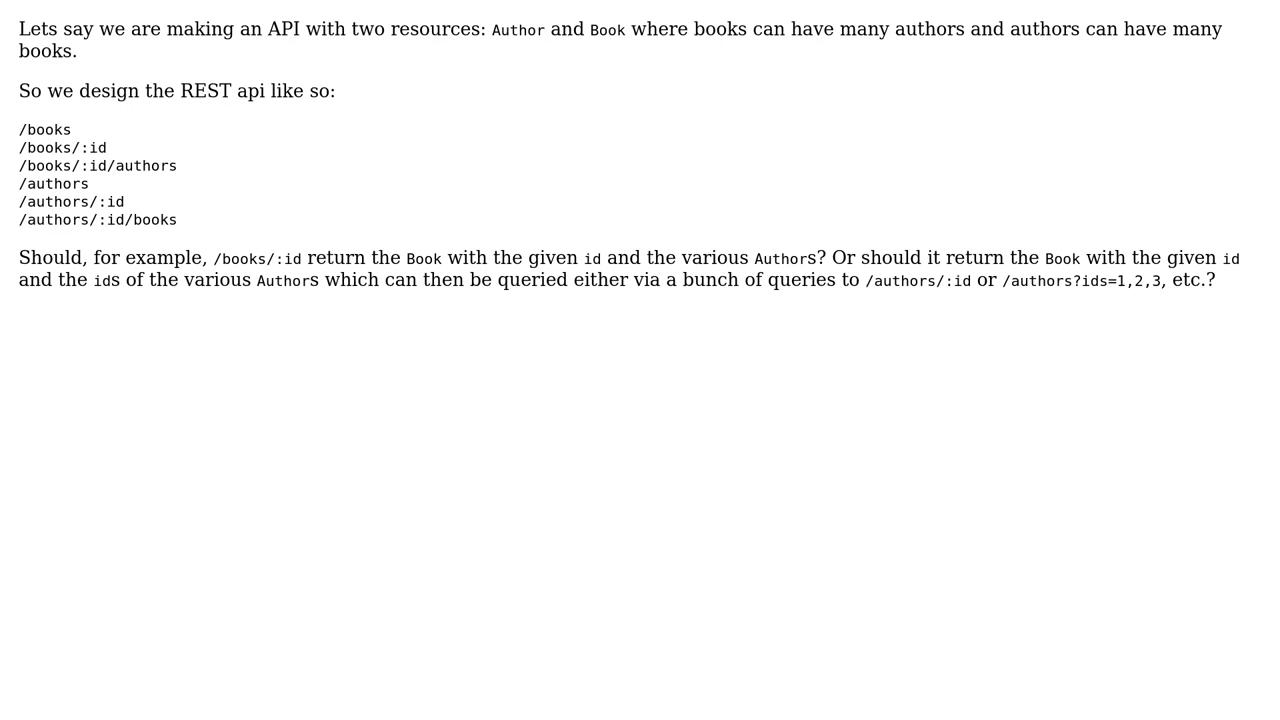 Lets say we are making an API with two resources: Author and Book where books can have many authors and authors can have many
books.
So we design the REST api like so:
/books
/books/:id
/books/:id/authors
/authors
/authors/:id
/authors/:id/books
Should, for example, /books/:id return the Book with the given id and the various Authors? Or should it return the Book with the given id
and the ids of the various Authors which can then be queried either via a bunch of queries to /authors/:id or /authors?ids=1,2,3, etc.?